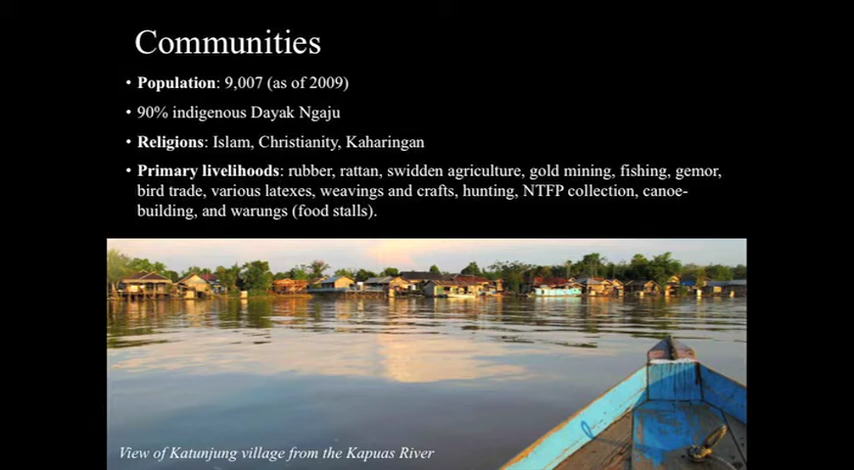 Communities
• Population: 9,007 (as of 2009)
• 90% indigenous Dayak Ngaju
• Religions: Islam, Christianity, Kaharingan
• Primary livelihoods: rubber, rattan, swidden agriculture, gold mining, fishing, gemor,
bird trade, various latexes, weavings and crafts, hunting, NTFP collection, canoe-
building, and warungs (food stalls).
View of Katunjung village from the Kapuas River